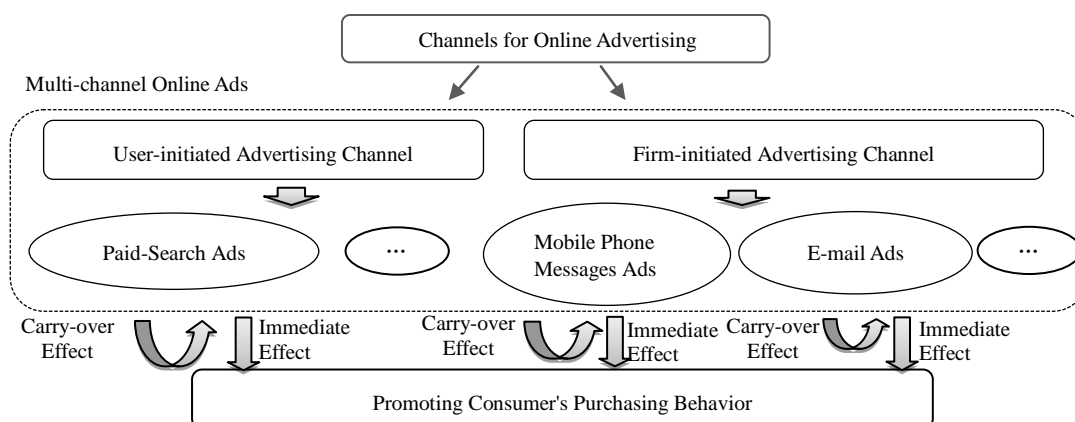 Channels for Online Advertising
Multi-channel Online Ads
User-initiated Advertising Channel
Firm-initiated Advertising Channel
Paid-Search Ads
...
Mobile Phone
Messages Ads
E-mail Ads
...
Carry-over
Effect
Immediate
Effect
Carry-over
Effect
Immediate
Effect
Carry-over
Effect
Immediate
Effect
Promoting Consumer's Purchasing Behavior